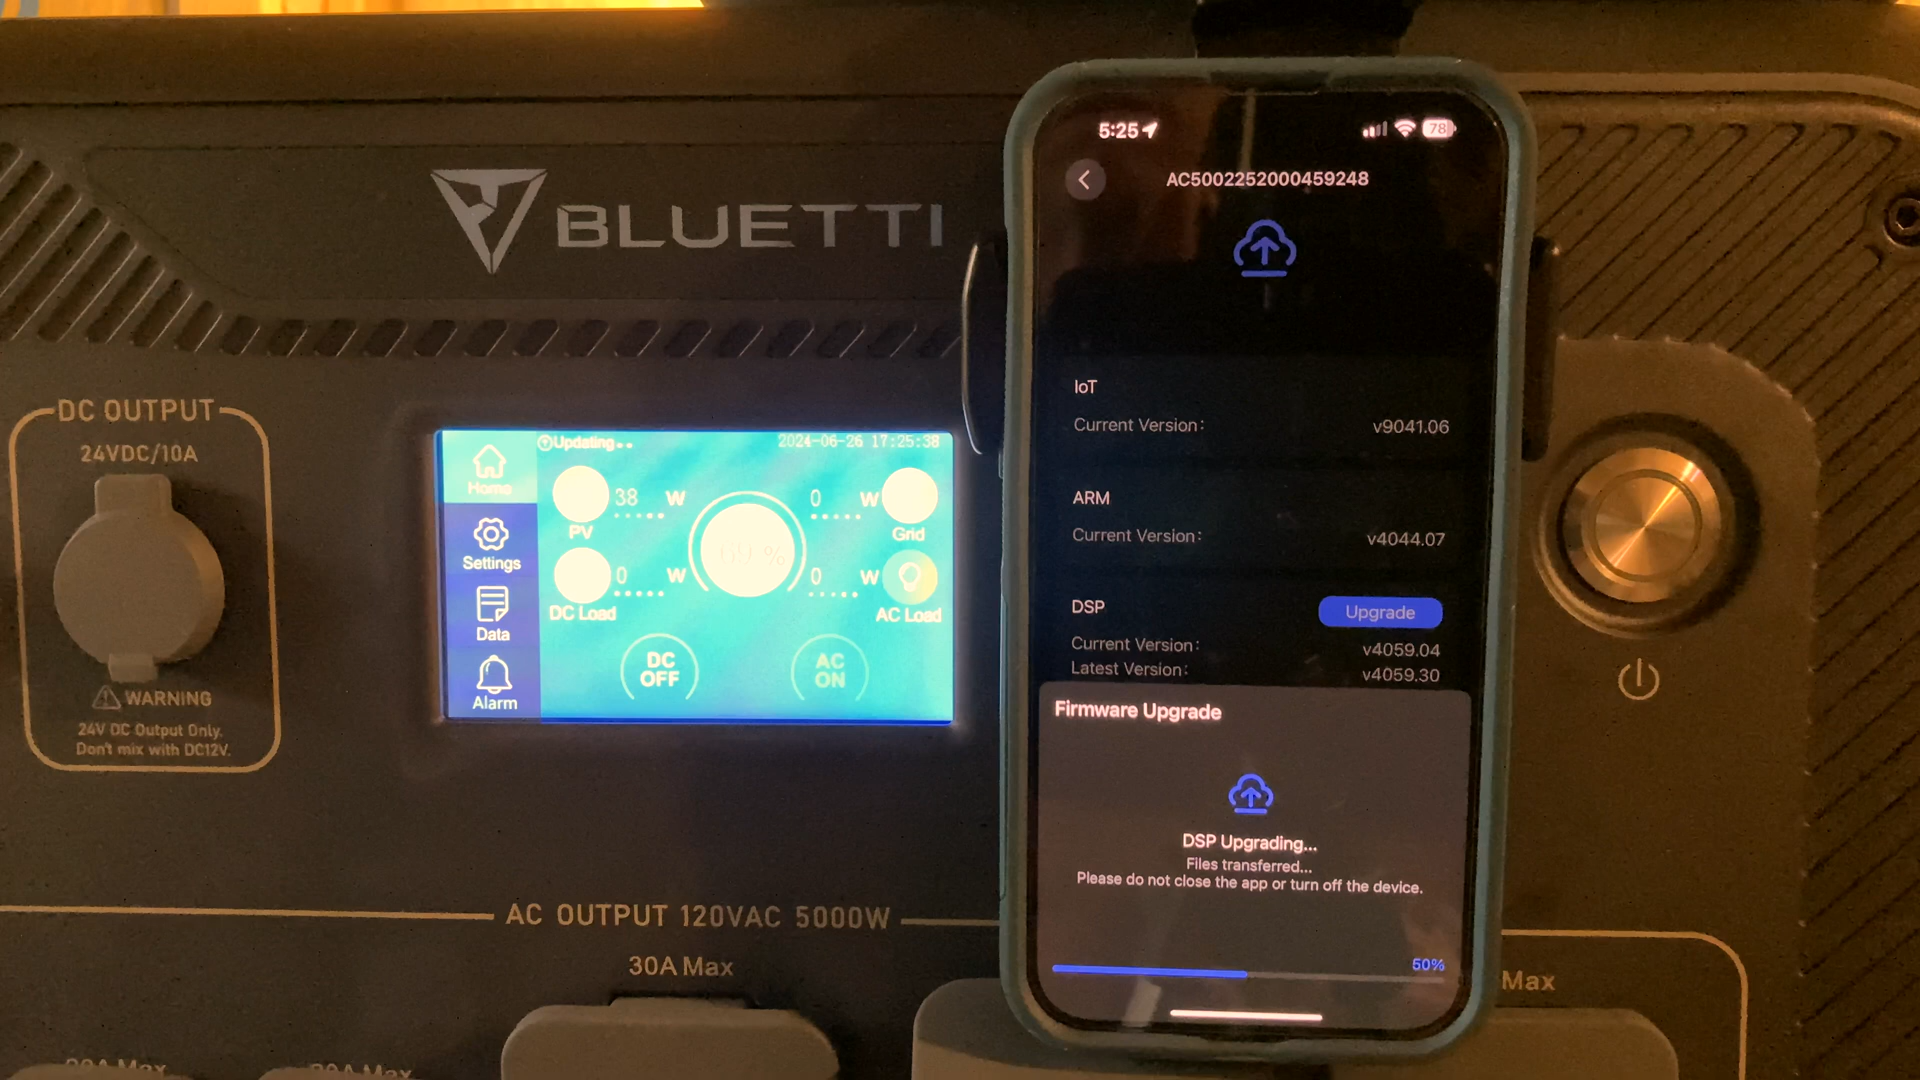 BLUETTI
DC OUTPUT
24VDC/10A
WARNING
24V DC Output Only.
Don't mix with DC12V.
Updating..
2024-06-26 17:25:38
Home
Settings
Data
Alarm
38 W
PV
0 W
DC Load
69 %
0 W
Grid
0 W
AC Load
DC
OFF
AC
ON
AC OUTPUT 120VAC 5000W
30A Max
Max
5:25
78
AC5002252000459248
IoT
Current Version:
v9041.06
ARM
Current Version:
v4044.07
DSP
Upgrade
Current Version:
v4059.04
Latest Version:
v4059.30
Firmware Upgrade
DSP Upgrading...
Files transferred...
Please do not close the app or turn off the device.
50%